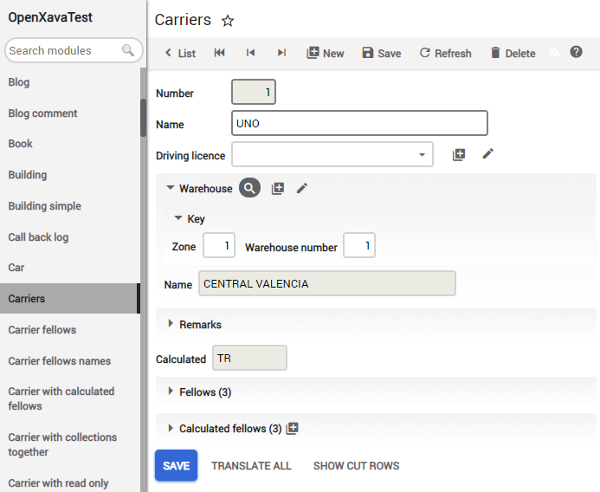 OpenXavaTest
Search modules
Blog
Blog comment
Book
Building
Building simple
Call back log
Car
Carriers
Carrier fellows
Carrier fellows names
Carrier with calculated
fellows
Carrier with collections
together
Carrier with read only
Carriers
List New Save Refresh Delete ?
Number 1
Name UNO
Driving licence
Warehouse
Key
Zone 1 Warehouse number 1
Name CENTRAL VALENCIA
Remarks
Calculated TR
Fellows (3)
Calculated fellows (3)
SAVE TRANSLATE ALL SHOW CUT ROWS